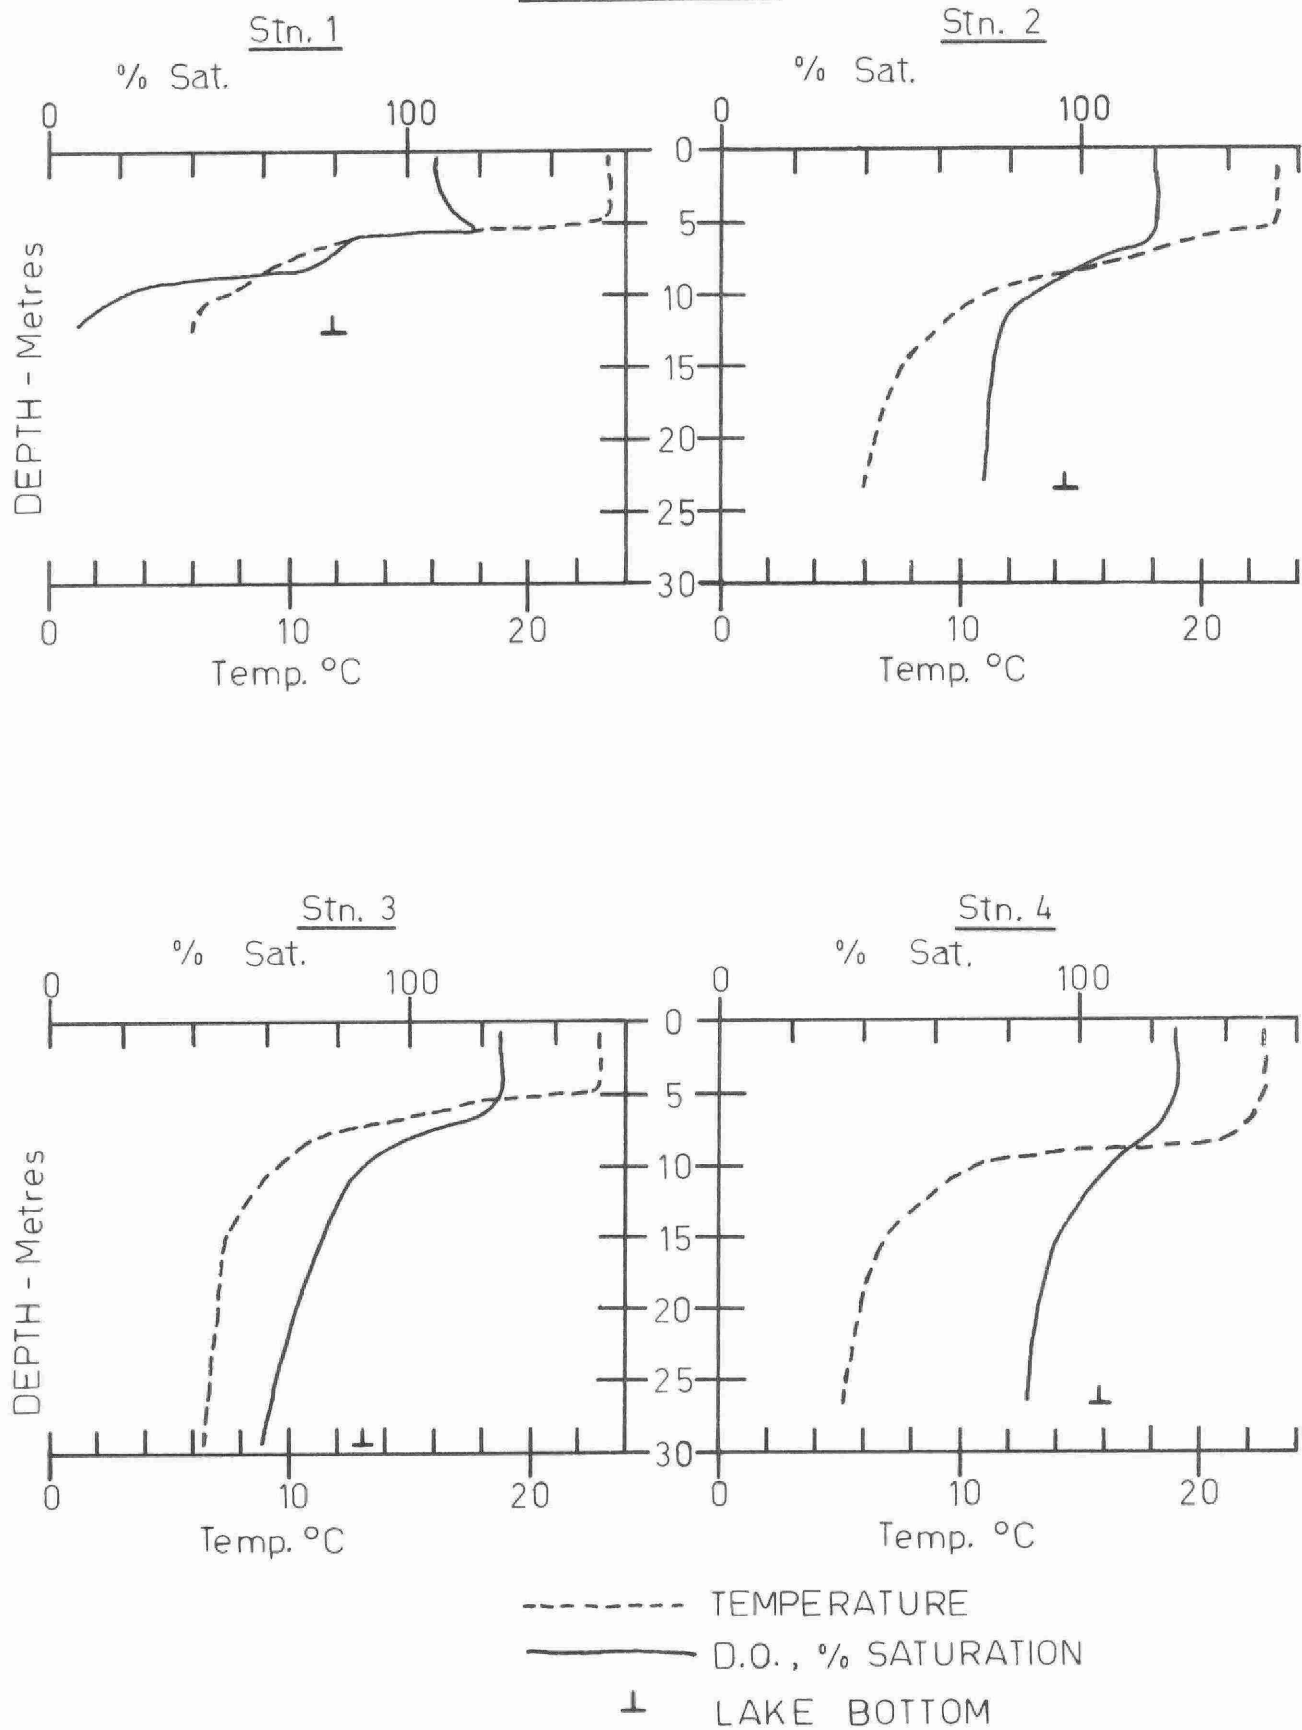 Stn. 1
Stn. 2
% Sat.
% Sat.
0 100
0 100
0
5
10
15
20
25
30
DEPTH - Metres
0 10 20
0 10 20
Temp. °C
Temp. °C
Stn. 3
Stn. 4
% Sat.
% Sat.
0 100
0 100
0
5
10
15
20
25
30
DEPTH - Metres
0 10 20
0 10 20
Temp. °C
Temp. °C
TEMPERATURE
D.O., % SATURATION
LAKE BOTTOM